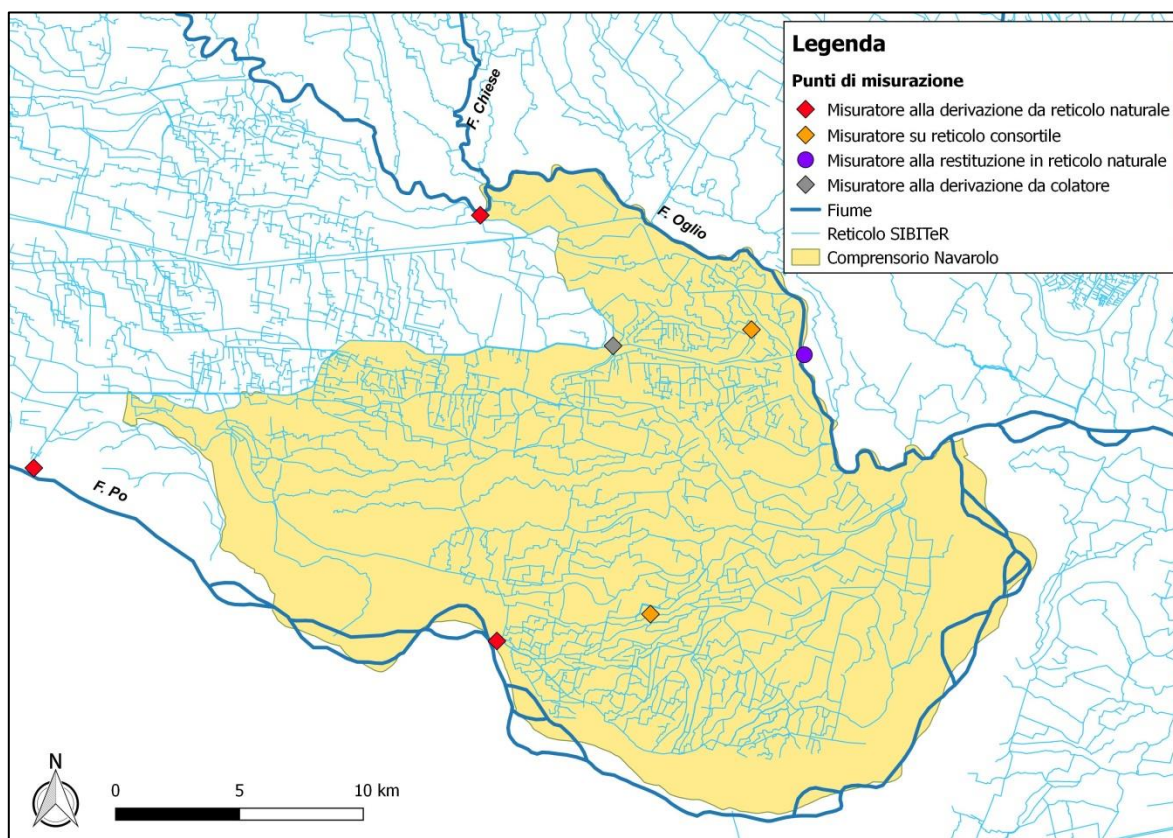 Legenda
Punti di misurazione
Misuratore alla derivazione da reticolo naturale
Misuratore su reticolo consortile
Misuratore alla restituzione in reticolo naturale
Misuratore alla derivazione da colatore
Fiume
Reticolo SIBITeR
Comprensorio Navarolo
F. Chiese
F. Oglio
F. Po
N
0 5 10 km